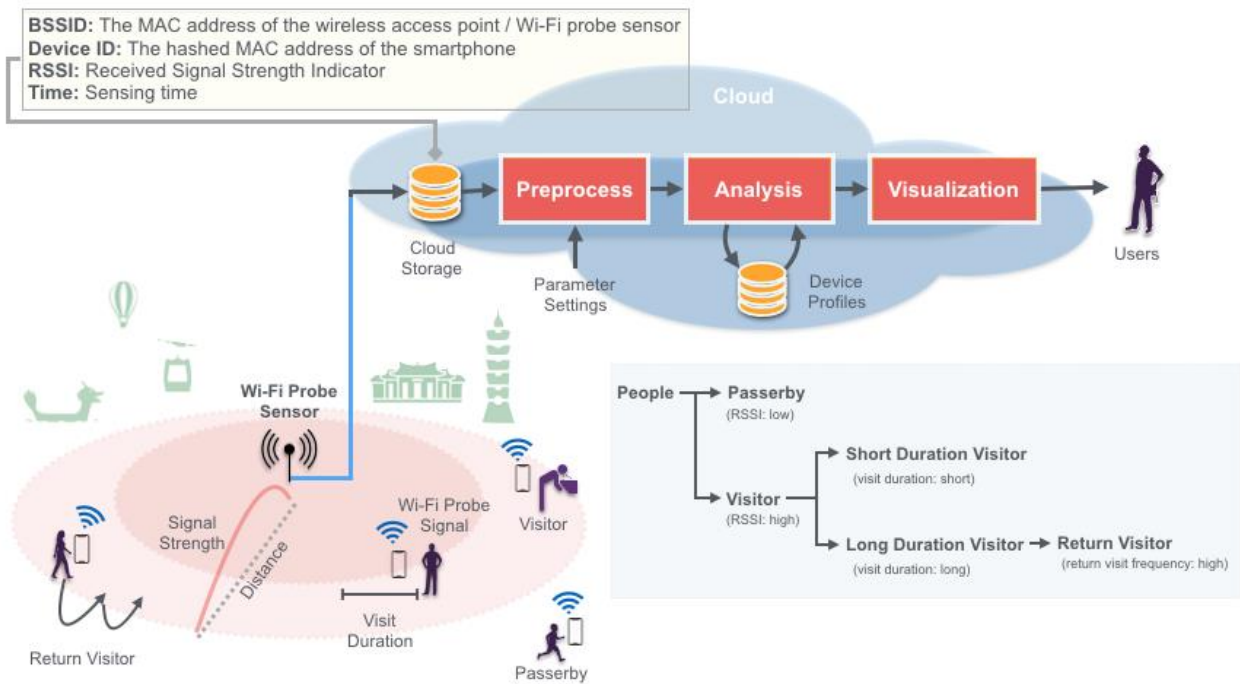 BSSID: The MAC address of the wireless access point / Wi-Fi probe sensor
Device ID: The hashed MAC address of the smartphone
RSSI: Received Signal Strength Indicator
Time: Sensing time
Cloud
Preprocess
Analysis
Visualization
Cloud
Storage
Parameter
Settings
Device
Profiles
Users
Wi-Fi Probe
Sensor
Signal
Strength
Distance
Wi-Fi Probe
Signal
Visitor
Visit
Duration
Return Visitor
Passerby
People
Passerby
(RSSI: low)
Visitor
(RSSI: high)
Short Duration Visitor
(visit duration: short)
Long Duration Visitor
(visit duration: long)
Return Visitor
(return visit frequency: high)